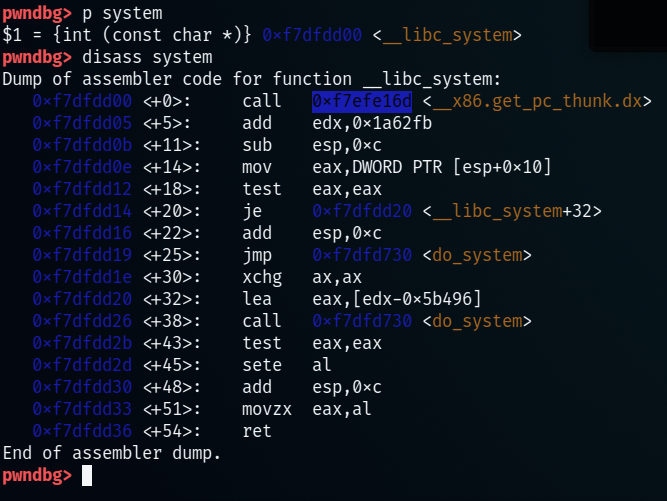 pwndbg> p system
$1 = {int (const char *)} 0xf7dfdd00 <__libc_system>
pwndbg> disass system
Dump of assembler code for function __libc_system:
   0xf7dfdd00 <+0>:     call   0xf7efe16d <__x86.get_pc_thunk.dx>
   0xf7dfdd05 <+5>:     add    edx,0x1a62fb
   0xf7dfdd0b <+11>:    sub    esp,0xc
   0xf7dfdd0e <+14>:    mov    eax,DWORD PTR [esp+0x10]
   0xf7dfdd12 <+18>:    test   eax,eax
   0xf7dfdd14 <+20>:    je     0xf7dfdd20 <__libc_system+32>
   0xf7dfdd16 <+22>:    add    esp,0xc
   0xf7dfdd19 <+25>:    jmp    0xf7dfd730 <do_system>
   0xf7dfdd1e <+30>:    xchg   ax,ax
   0xf7dfdd20 <+32>:    lea    eax,[edx-0x5b496]
   0xf7dfdd26 <+38>:    call   0xf7dfd730 <do_system>
   0xf7dfdd2b <+43>:    test   eax,eax
   0xf7dfdd2d <+45>:    sete   al
   0xf7dfdd30 <+48>:    add    esp,0xc
   0xf7dfdd33 <+51>:    movzx  eax,al
   0xf7dfdd36 <+54>:    ret
End of assembler dump.
pwndbg>